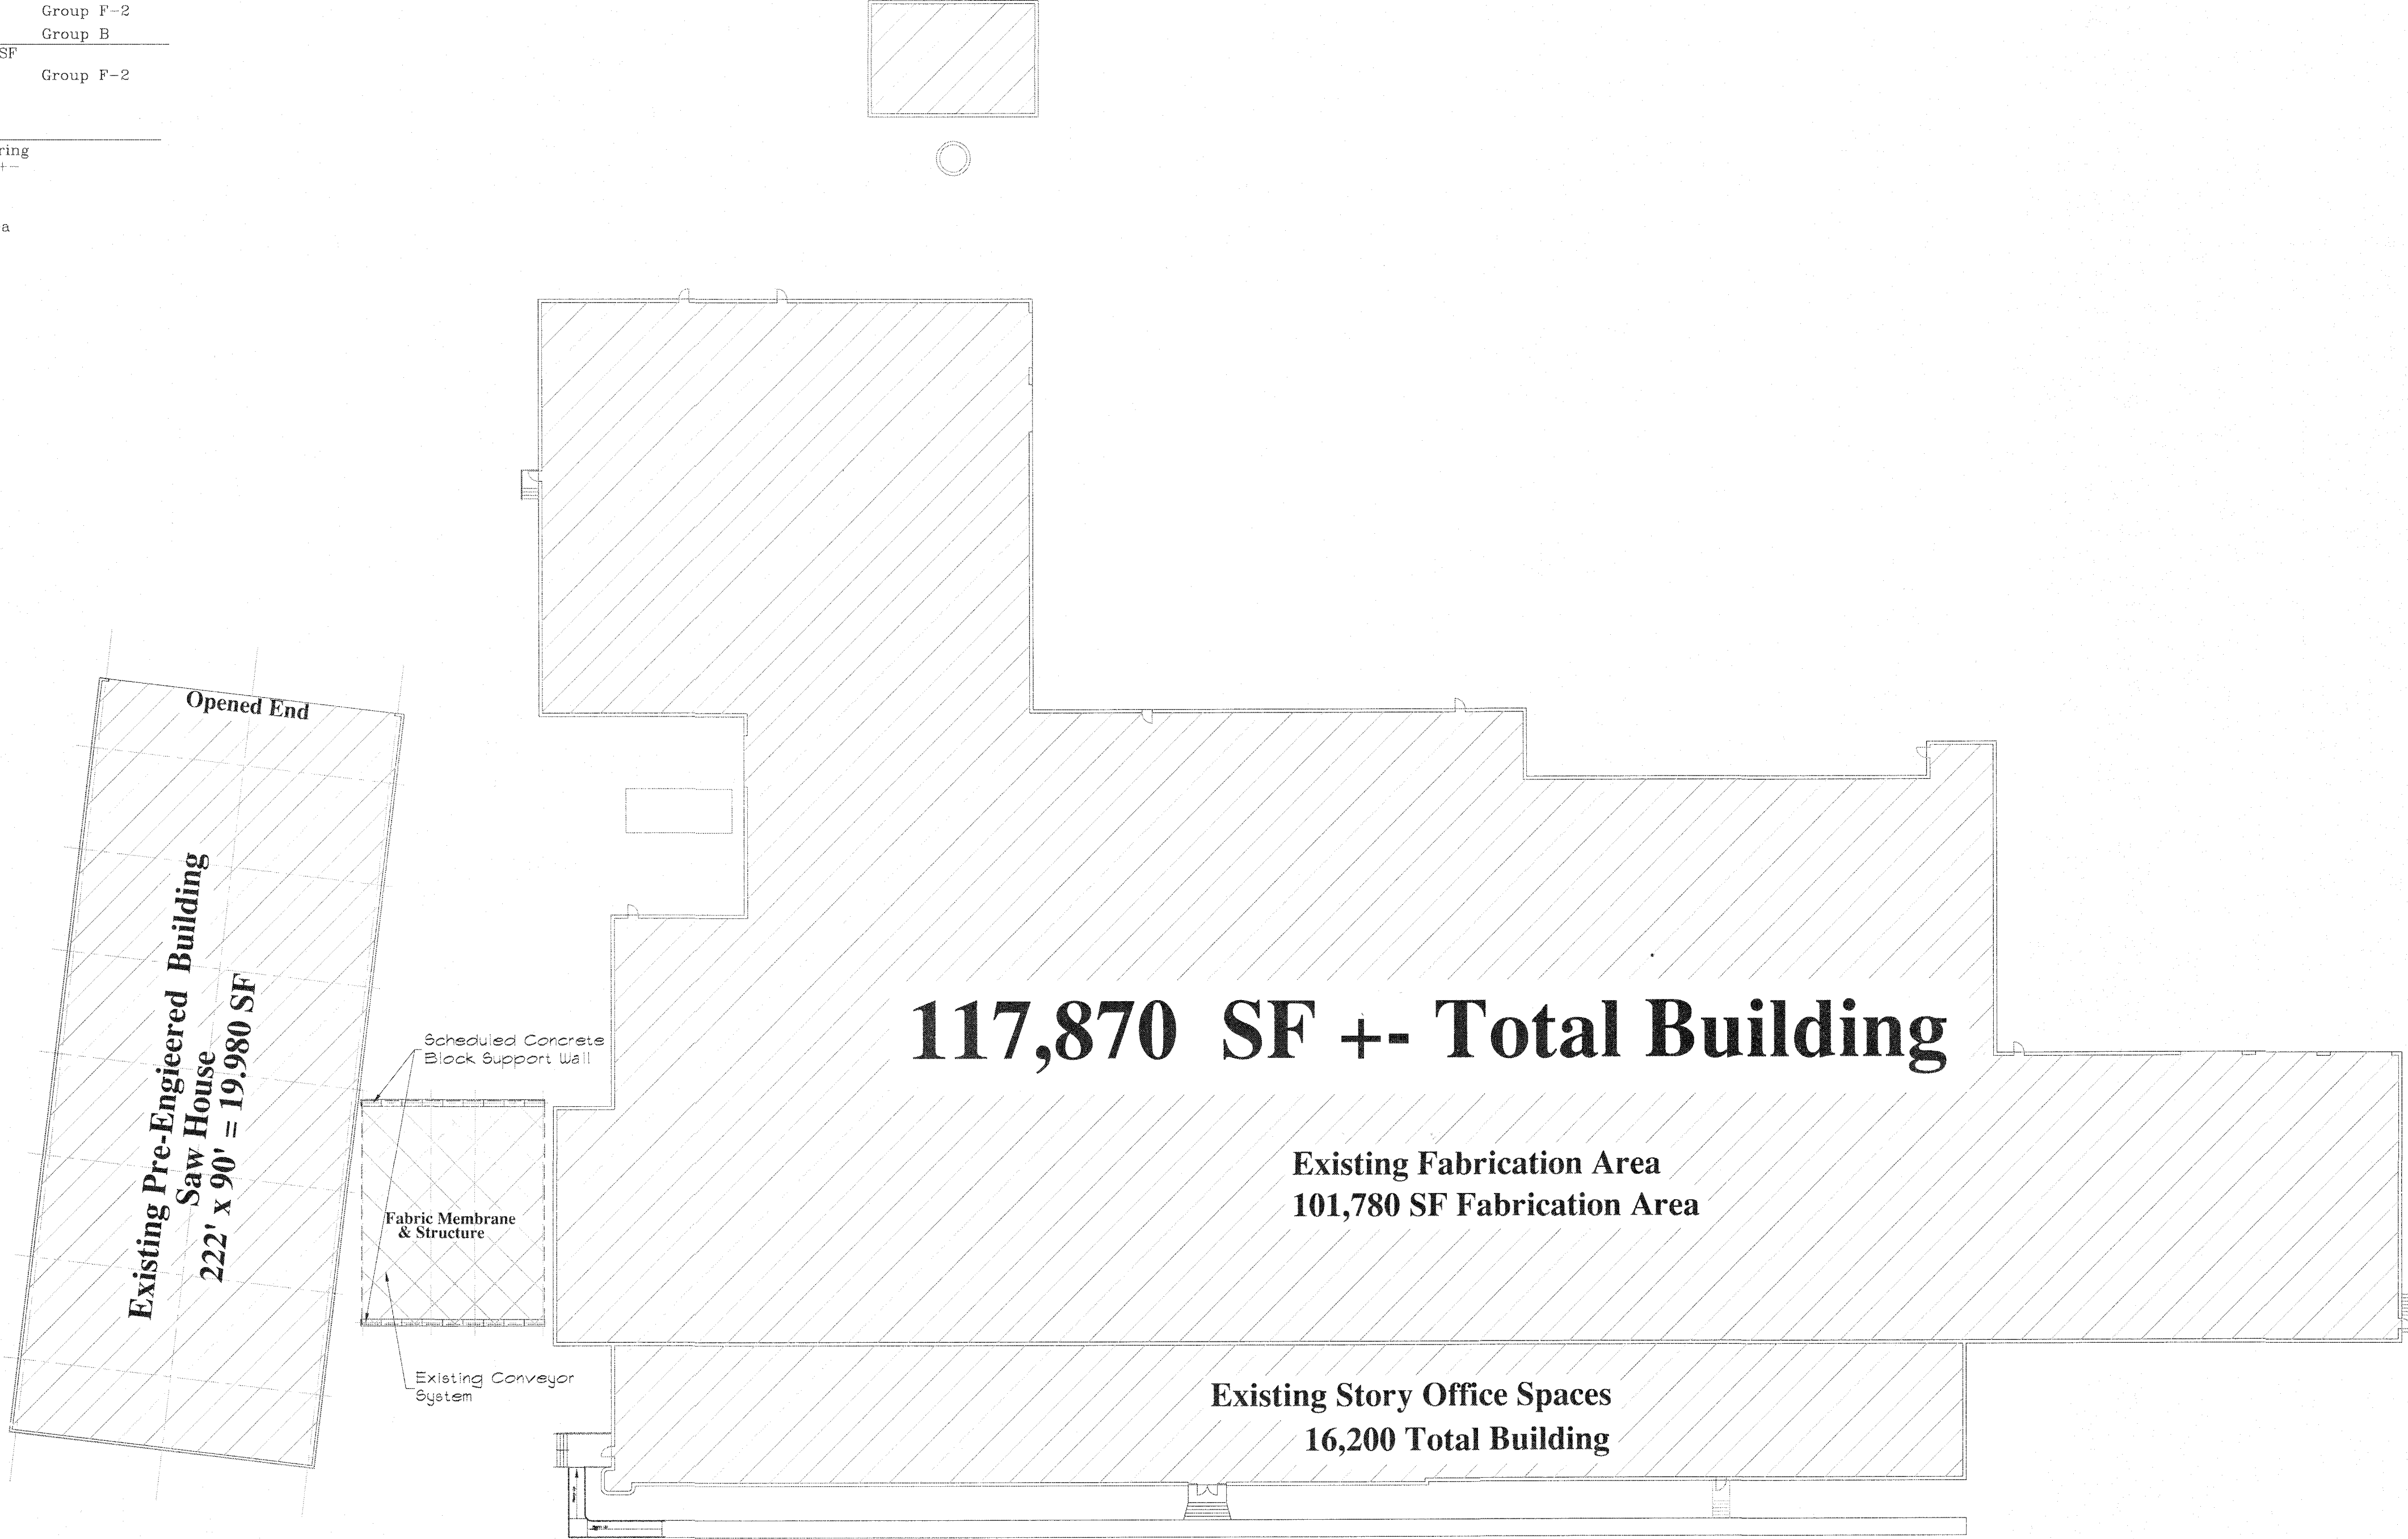 Group F-2
Group B
SF
Group F-2
ring
+-
a
Opened End
Existing Pre-Engieered Building
Saw House
222' x 90' = 19.980 SF
Scheduled Concrete
Block Support Wall
117,870 SF +- Total Building
Existing Fabrication Area
101,780 SF Fabrication Area
Fabric Membrane
& Structure
Existing Conveyor
System
Existing Story Office Spaces
16,200 Total Building